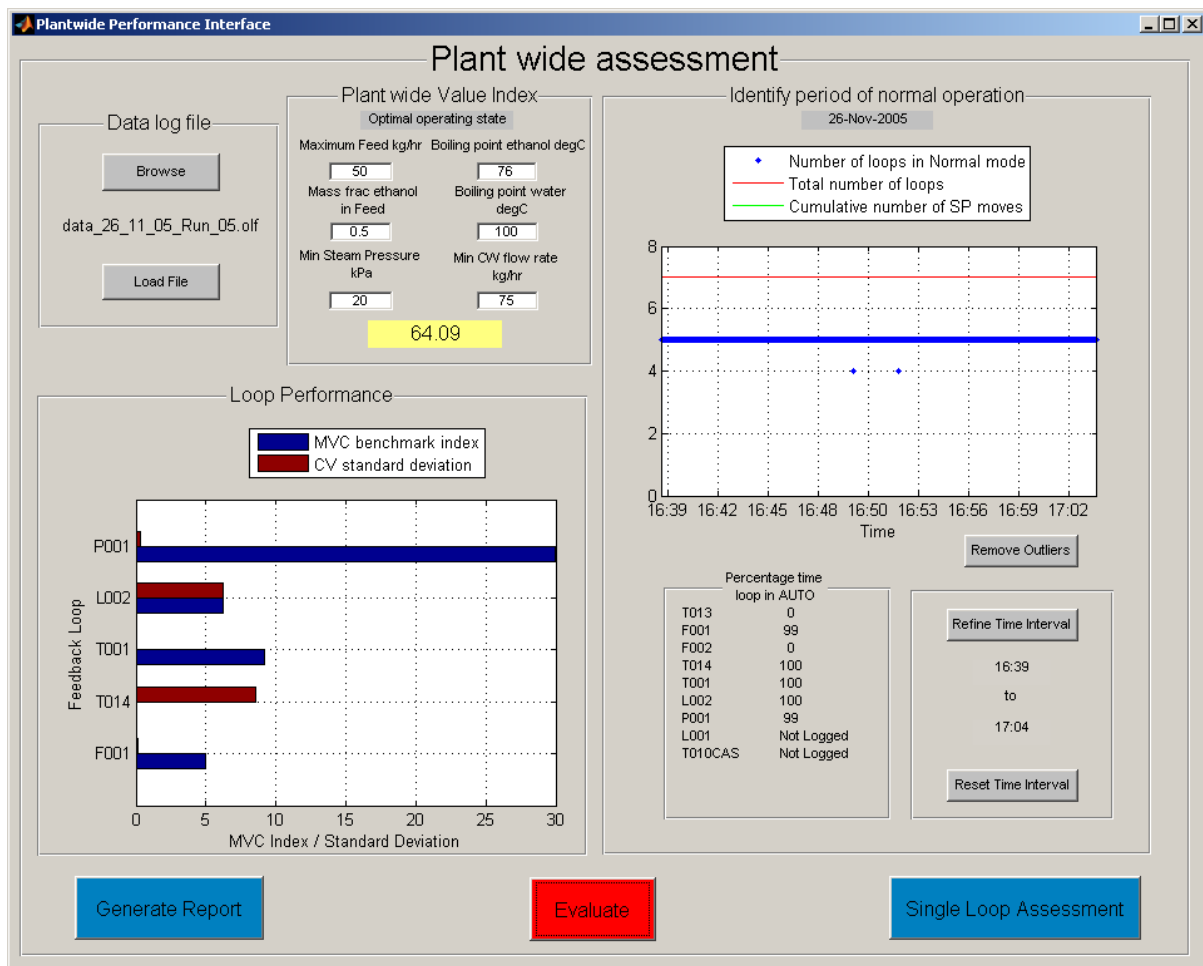 Plantwide Performance Interface
Plant wide assessment
Data log file
Browse
data_26_11_05_Run_05.olf
Load File
Plant wide Value Index
Optimal operating state
Maximum Feed kg/hr
50
Boiling point ethanol degC
76
Mass frac ethanol
in Feed
0.5
Boiling point water
degC
100
Min Steam Pressure
kPa
20
Min CW flow rate
kg/hr
75
64.09
Loop Performance
MVC benchmark index
CV standard deviation
Feedback Loop
P001
L002
T001
T014
F001
0 5 10 15 20 25 30
MVC Index / Standard Deviation
Identify period of normal operation
26-Nov-2005
Number of loops in Normal mode
Total number of loops
Cumulative number of SP moves
8
6
4
2
0
16:39 16:42 16:45 16:48 16:50 16:53 16:56 16:59 17:02
Time
Remove Outliers
Percentage time
loop in AUTO
T013 0
F001 99
F002 0
T014 100
T001 100
L002 100
P001 99
L001 Not Logged
T010CAS Not Logged
Refine Time Interval
16:39
to
17:04
Reset Time Interval
Generate Report
Evaluate
Single Loop Assessment